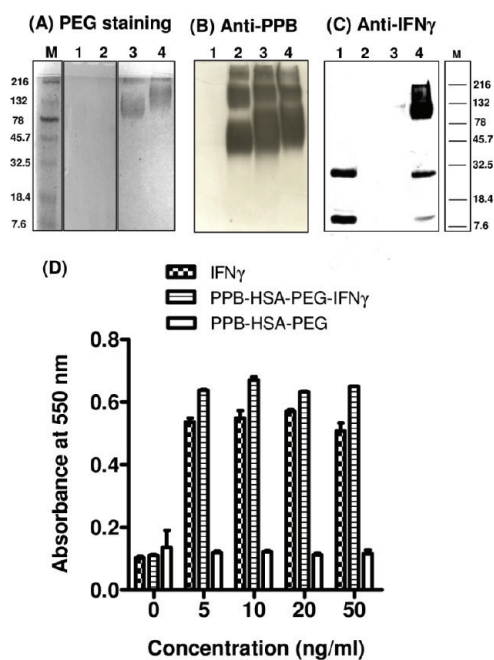 (A) PEG staining
(B) Anti-PPB
(C) Anti-IFNγ
M 1 2 3 4
1 2 3 4
1 2 3 4 M
216
132
78
45.7
32.5
18.4
7.6
216
132
78
45.7
32.5
18.4
7.6
(D)
IFNγ
PPB-HSA-PEG-IFNγ
PPB-HSA-PEG
Absorbance at 550 nm
0.8
0.6
0.4
0.2
0.0
0 5 10 20 50
Concentration (ng/ml)